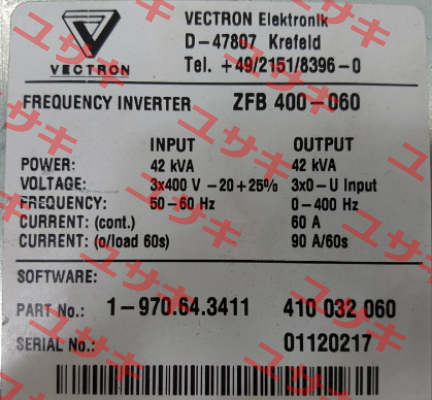 VECTRON Elektronik
D-47807 Krefeld
Tel. +49/2151/8396-0
VECTRON
FREQUENCY INVERTER ZFB 400-060
INPUT OUTPUT
POWER: 42 kVA 42 kVA
VOLTAGE: 3x400 V -20+25% 3x0-U Input
FREQUENCY: 50-60 Hz 0-400 Hz
CURRENT: (cont.) 60 A
CURRENT: (o/load 60s) 90 A/60s
SOFTWARE:
PART No.: 1-970.64.3411 410 032 060
SERIAL No.: 01120217
ユサキ